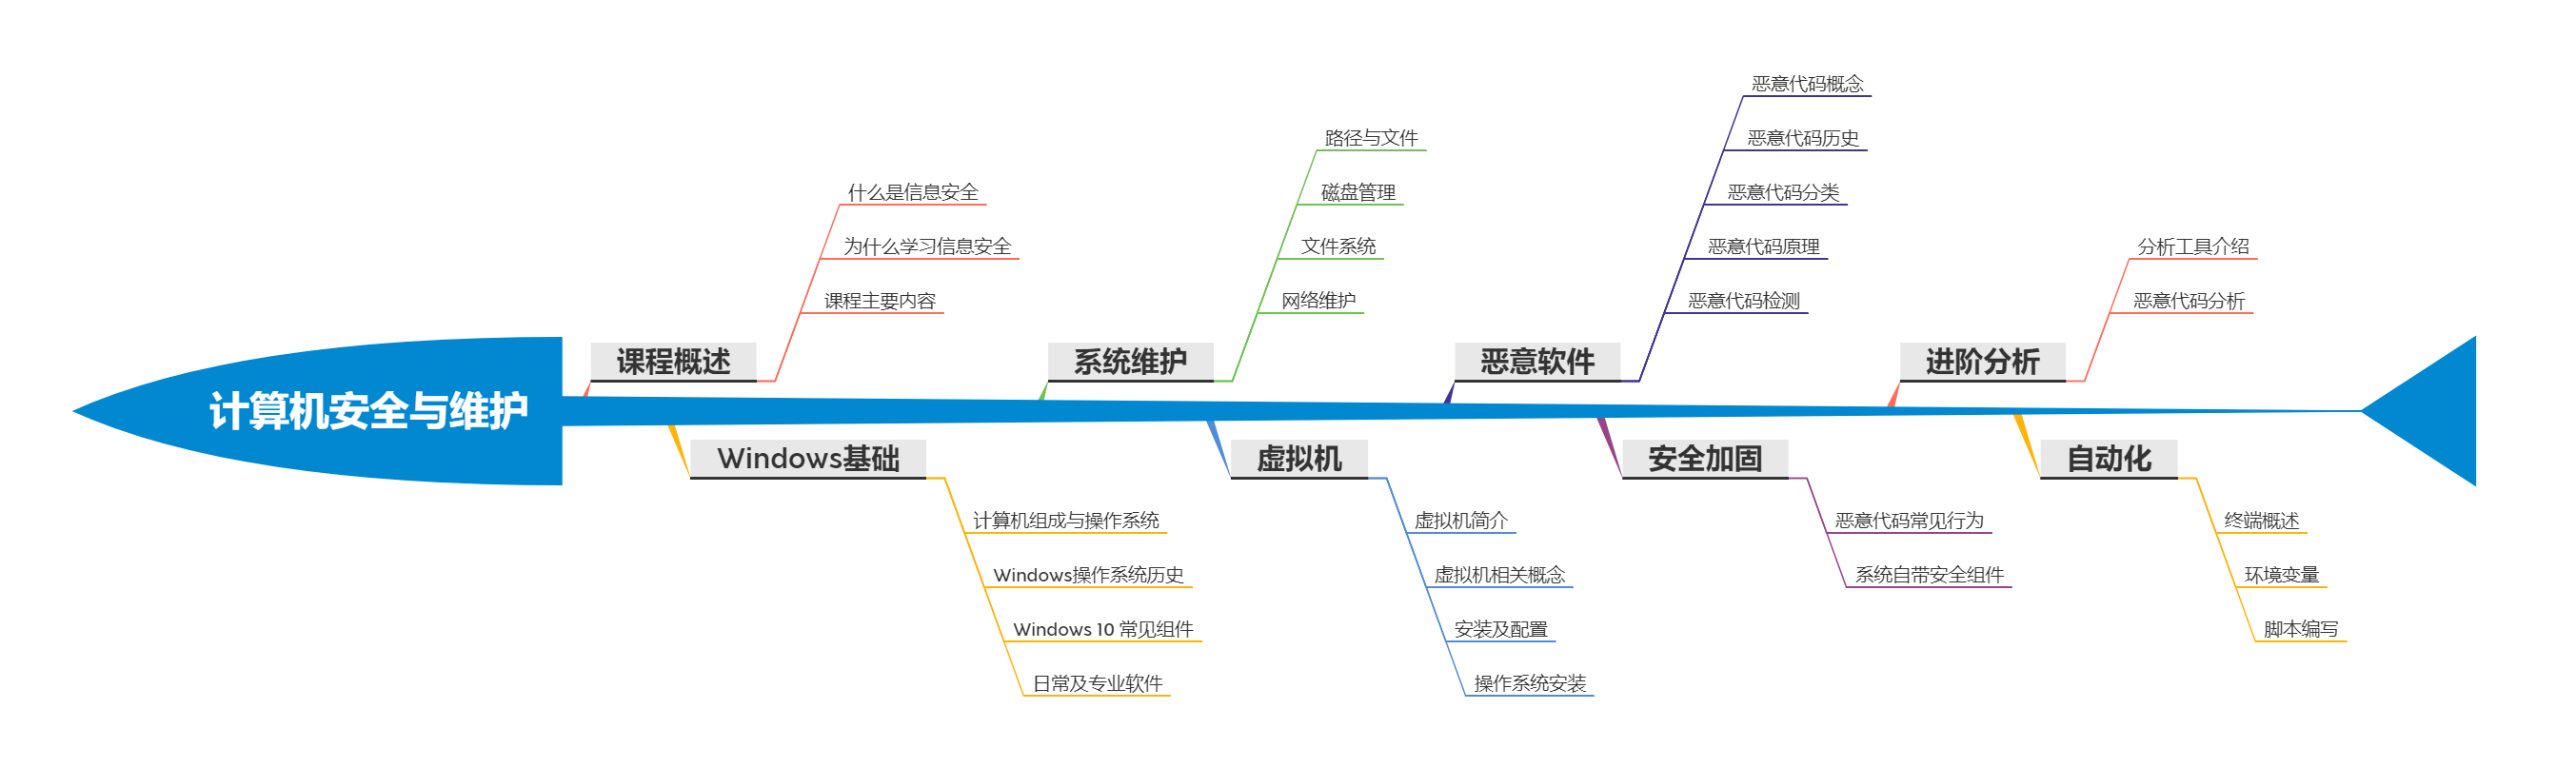 计算机安全与维护
课程概述
什么是信息安全
为什么学习信息安全
课程主要内容
Windows基础
计算机组成与操作系统
Windows操作系统历史
Windows 10 常见组件
日常及专业软件
系统维护
路径与文件
磁盘管理
文件系统
网络维护
虚拟机
虚拟机简介
虚拟机相关概念
安装及配置
操作系统安装
恶意软件
恶意代码概念
恶意代码历史
恶意代码分类
恶意代码原理
恶意代码检测
安全加固
恶意代码常见行为
系统自带安全组件
进阶分析
分析工具介绍
恶意代码分析
自动化
终端概述
环境变量
脚本编写